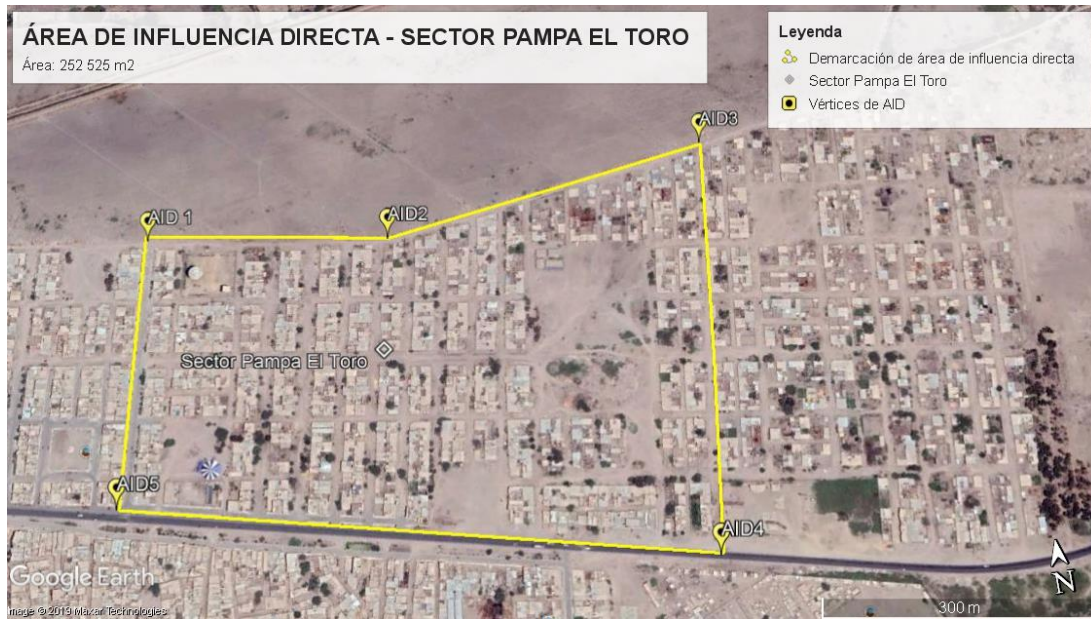 ÁREA DE INFLUENCIA DIRECTA - SECTOR PAMPA EL TORO
Área: 252 525 m2
Leyenda
Demarcación de área de influencia directa
Sector Pampa El Toro
Vértices de AID
AID3
AID 1
AID2
Sector Pampa El Toro
AID5
AID4
Google Earth
Image © 2019 Maxar Technologies
N
300 m